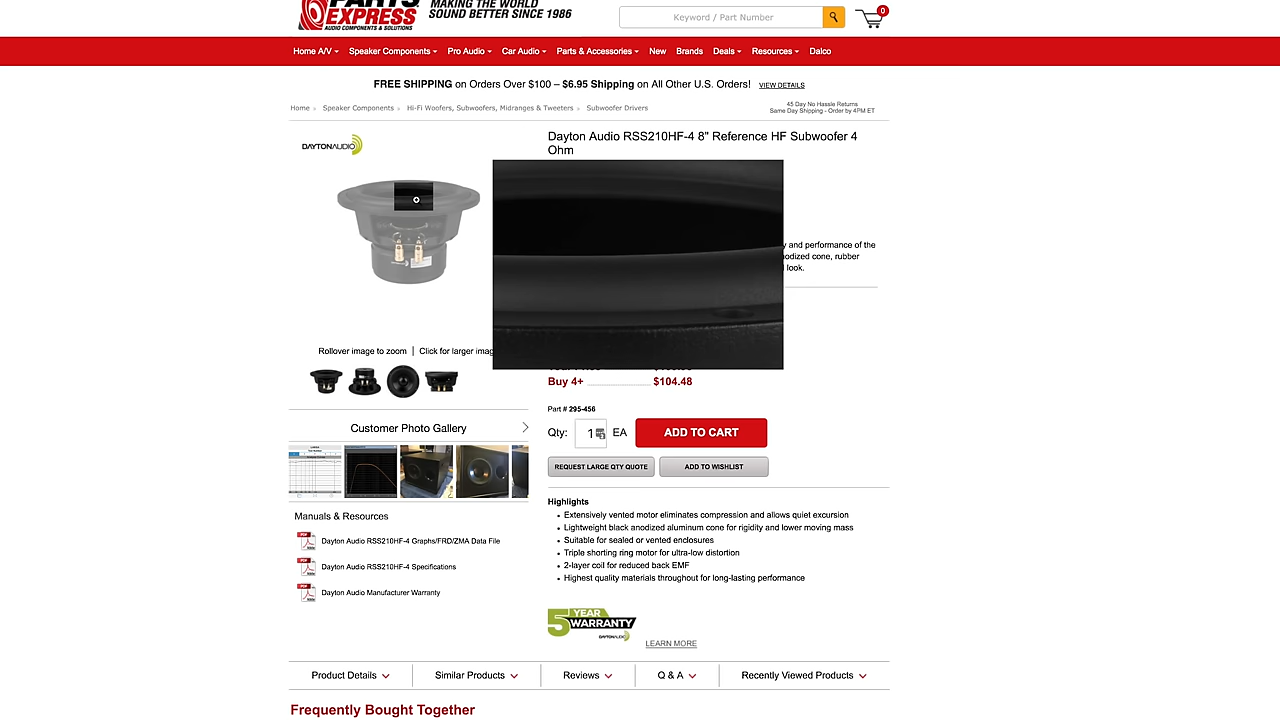 PARTS
EXPRESS
AUDIO COMPONENTS & SOLUTIONS
MAKING THE WORLD
SOUND BETTER SINCE 1986
Keyword / Part Number
0
Home A/V Speaker Components Pro Audio Car Audio Parts & Accessories New Brands Deals Resources Dalco
FREE SHIPPING on Orders Over $100 – $6.95 Shipping on All Other U.S. Orders! VIEW DETAILS
Home Speaker Components Hi-Fi Woofers, Subwoofers, Midranges & Tweeters Subwoofer Drivers
45 Day No Hassle Returns
Same Day Shipping - Order by 4PM ET
DAYTONAUDIO
Dayton Audio RSS210HF-4 8" Reference HF Subwoofer 4
Ohm
y and performance of the
nodized cone, rubber
look.
Rollover image to zoom | Click for larger imag
Buy 4+ $104.48
Part # 295-456
Qty: 1 EA ADD TO CART
REQUEST LARGE QTY QUOTE ADD TO WISHLIST
Customer Photo Gallery
Manuals & Resources
Dayton Audio RSS210HF-4 Graphs/FRD/ZMA Data File
Dayton Audio RSS210HF-4 Specifications
Dayton Audio Manufacturer Warranty
Highlights
Extensively vented motor eliminates compression and allows quiet excursion
Lightweight black anodized aluminum cone for rigidity and lower moving mass
Suitable for sealed or vented enclosures
Triple shorting ring motor for ultra-low distortion
2-layer coil for reduced back EMF
Highest quality materials throughout for long-lasting performance
5 YEAR
WARRANTY
DAYTONAUDIO
LEARN MORE
Product Details Similar Products Reviews Q & A Recently Viewed Products
Frequently Bought Together